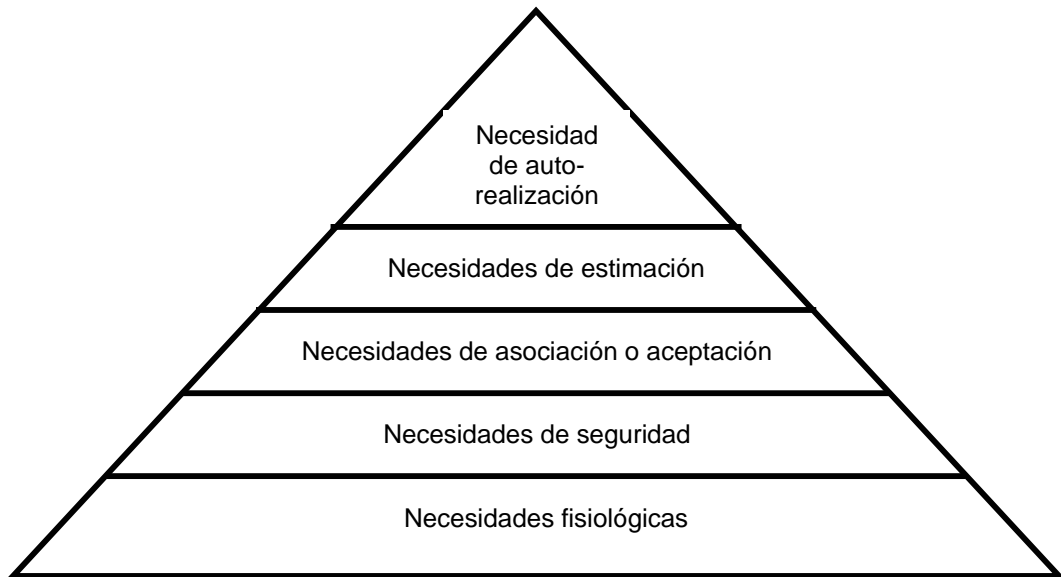 Necesidad
de auto-
realización
Necesidades de estimación
Necesidades de asociación o aceptación
Necesidades de seguridad
Necesidades fisiológicas